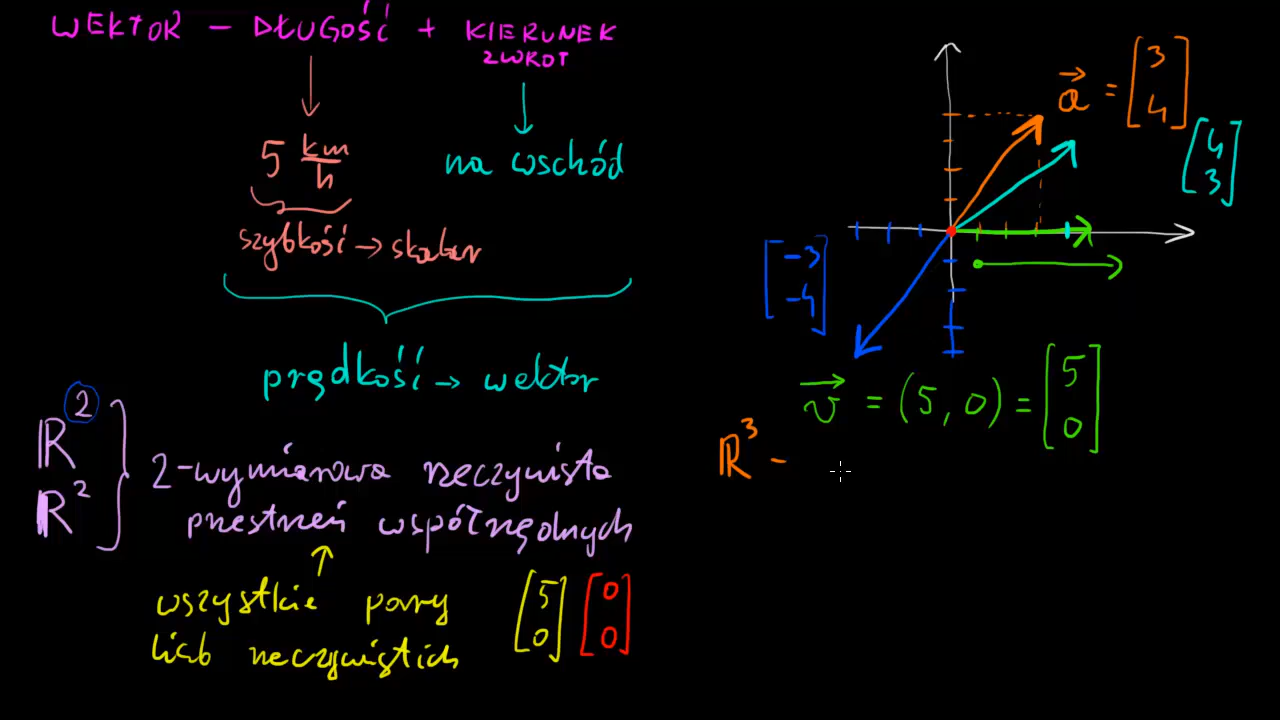 WEKTOR - DŁUGOŚĆ + KIERUNEK
ZWROT
5 km/h
na wschód
szybkość → skalar
prędkość → wektor
ℝ²
ℝ²
2-wymiarowa rzeczywista
przestrzeń współrzędnych
wszystkie pary
liczb rzeczywistich
[5 0] [0 0]
a⃗ = [3 4]
[4 3]
[-3 -4]
v⃗ = (5, 0) = [5 0]
ℝ³ -